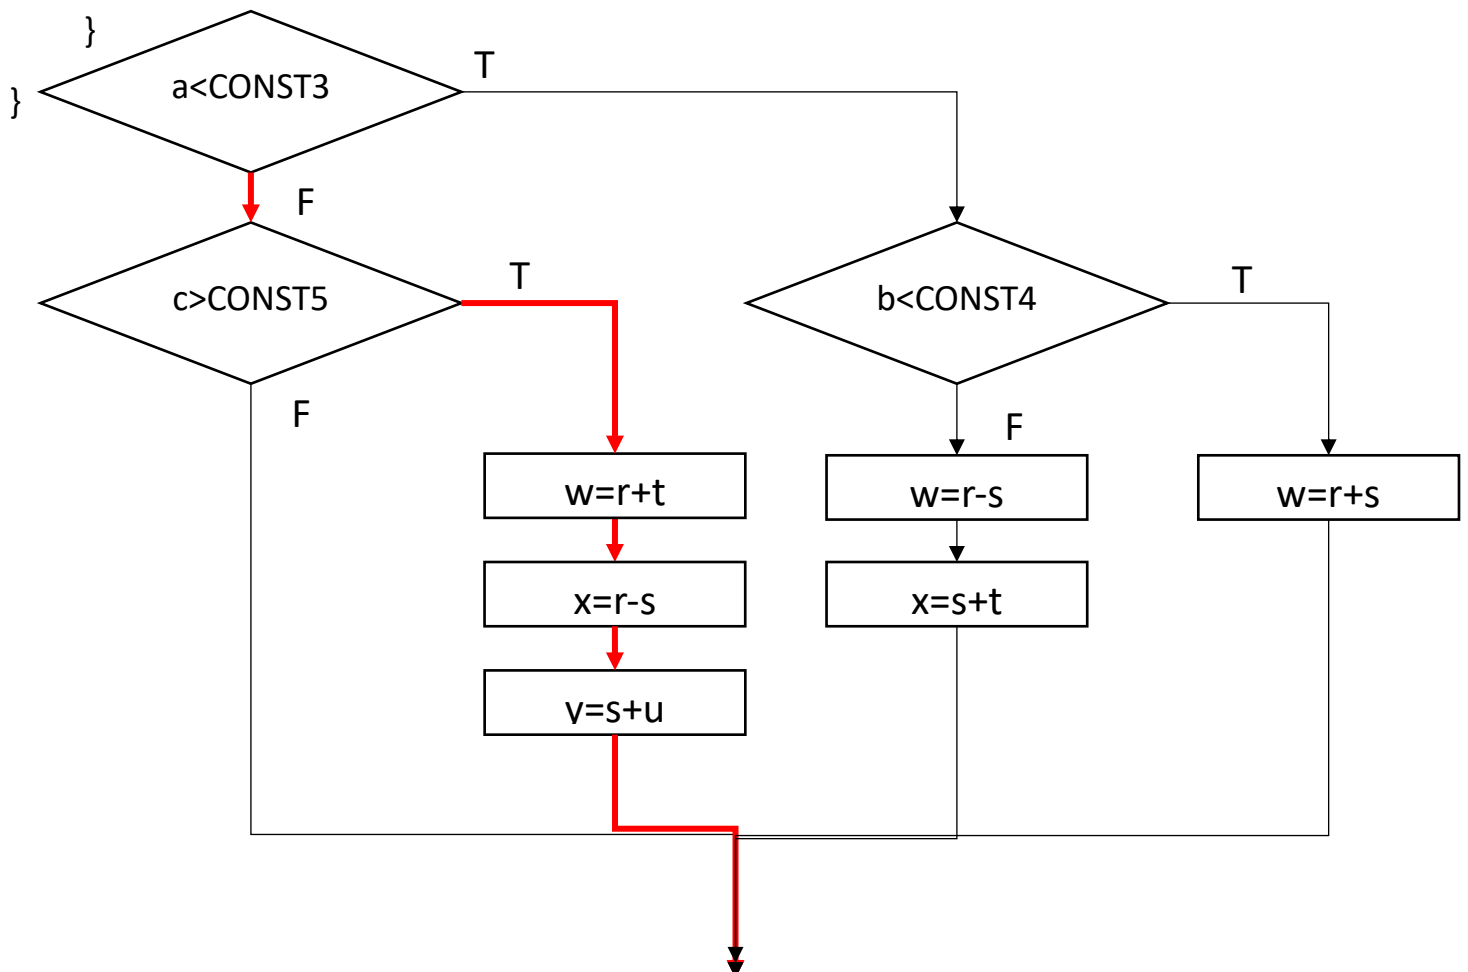 }
a<CONST3
T
}
F
c>CONST5
T
b<CONST4
T
F
F
w=r+t
w=r-s
w=r+s
x=r-s
x=s+t
y=s+u